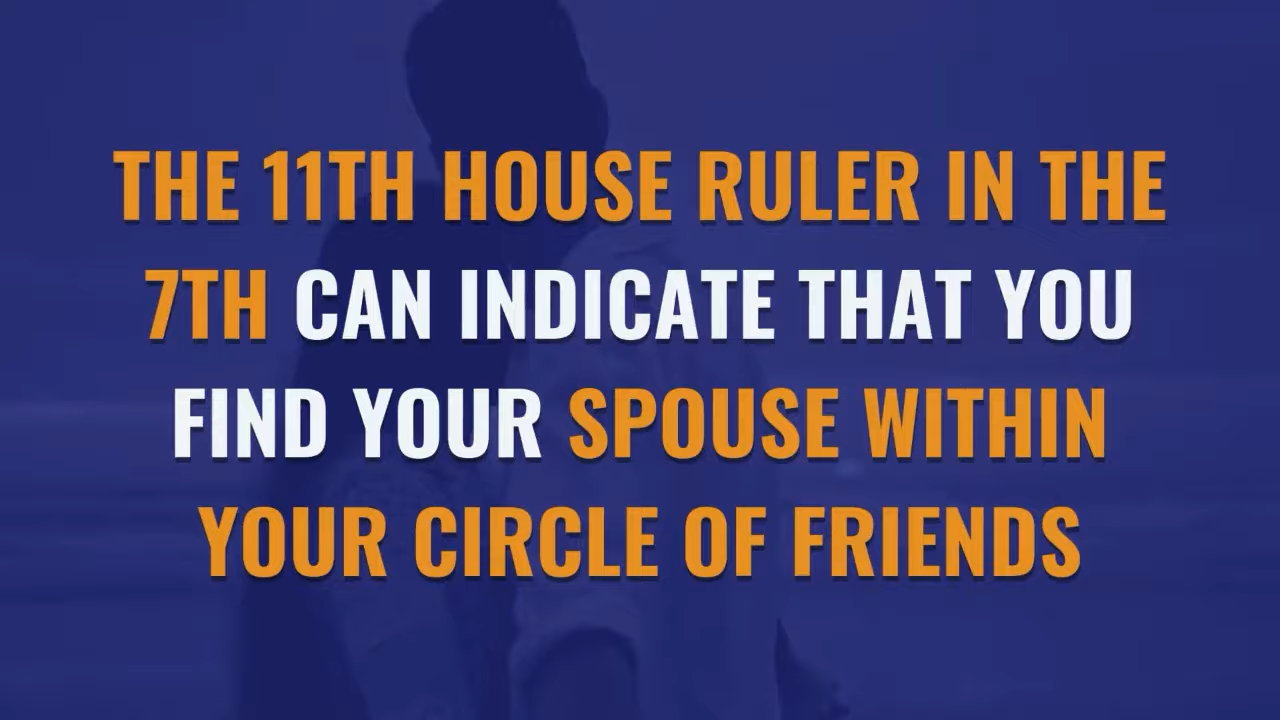 THE 11TH HOUSE RULER IN THE
7TH CAN INDICATE THAT YOU
FIND YOUR SPOUSE WITHIN
YOUR CIRCLE OF FRIENDS